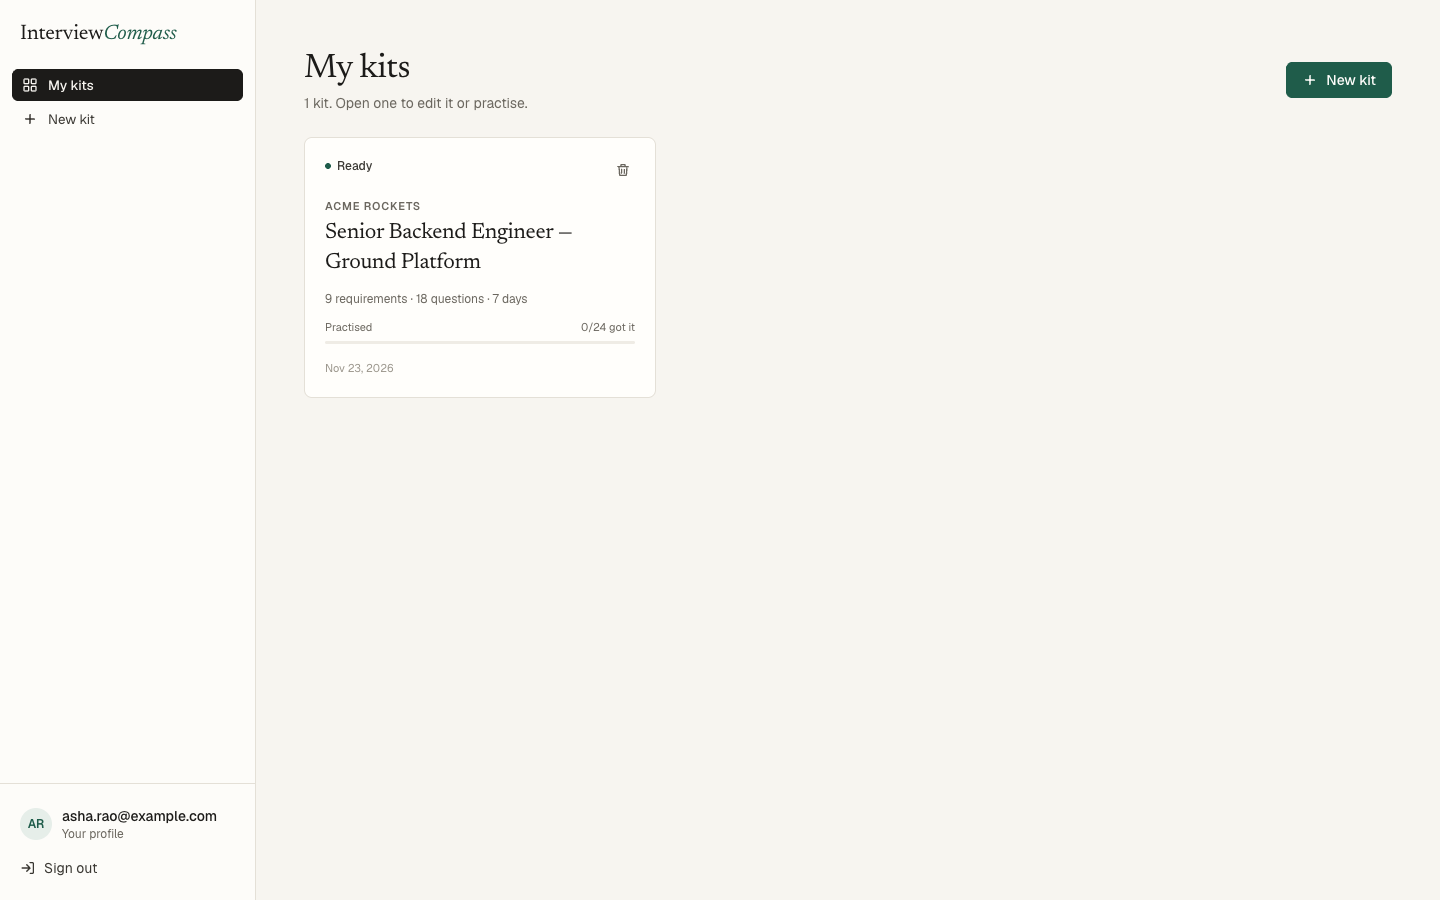 InterviewCompass
My kits
New kit
My kits
1 kit. Open one to edit it or practise.
New kit
Ready
ACME ROCKETS
Senior Backend Engineer —
Ground Platform
9 requirements · 18 questions · 7 days
Practised 0/24 got it
Nov 23, 2026
AR
asha.rao@example.com
Your profile
Sign out